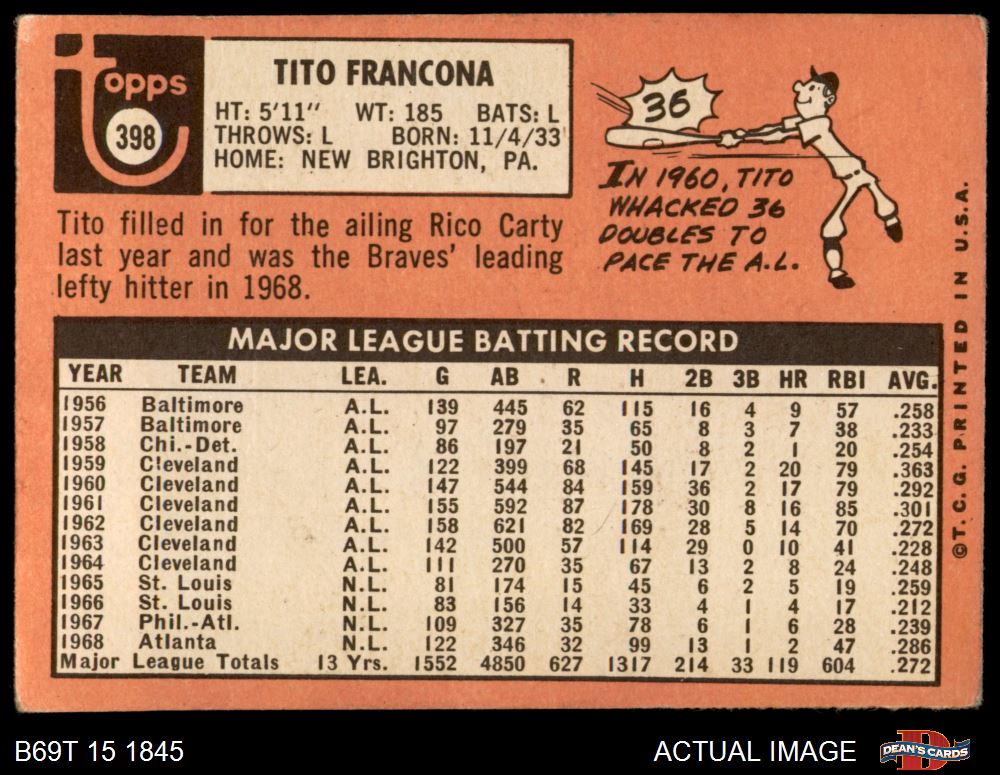 Topps
398
TITO FRANCONA
HT: 5'11" WT: 185 BATS: L
THROWS: L BORN: 11/4/33
HOME: NEW BRIGHTON, PA.
36
IN 1960, TITO
WHACKED 36
DOUBLES TO
PACE THE A.L.
Tito filled in for the ailing Rico Carty
last year and was the Braves' leading
lefty hitter in 1968.
MAJOR LEAGUE BATTING RECORD
YEAR TEAM LEA. G AB R H 2B 3B HR RBI AVG.
1956 Baltimore A.L. 139 445 62 115 16 4 9 57 .258
1957 Baltimore A.L. 97 279 35 65 8 3 7 38 .233
1958 Chi.-Det. A.L. 86 197 21 50 8 2 1 20 .254
1959 Cleveland A.L. 122 399 68 145 17 2 20 79 .363
1960 Cleveland A.L. 147 544 84 159 36 2 17 79 .292
1961 Cleveland A.L. 155 592 87 178 30 8 16 85 .301
1962 Cleveland A.L. 158 621 82 169 28 5 14 70 .272
1963 Cleveland A.L. 142 500 57 114 29 0 10 41 .228
1964 Cleveland A.L. 111 270 35 67 13 2 8 24 .248
1965 St. Louis N.L. 81 174 15 45 6 2 5 19 .259
1966 St. Louis N.L. 83 156 14 33 4 1 4 17 .212
1967 Phil.-Atl. N.L. 109 327 35 78 6 1 6 28 .239
1968 Atlanta N.L. 122 346 32 99 13 1 2 47 .286
Major League Totals 13 Yrs. 1552 4850 627 1317 214 33 119 604 .272
©T.C.G. PRINTED IN U.S.A.
B69T 15 1845
ACTUAL IMAGE
DEAN'S CARDS